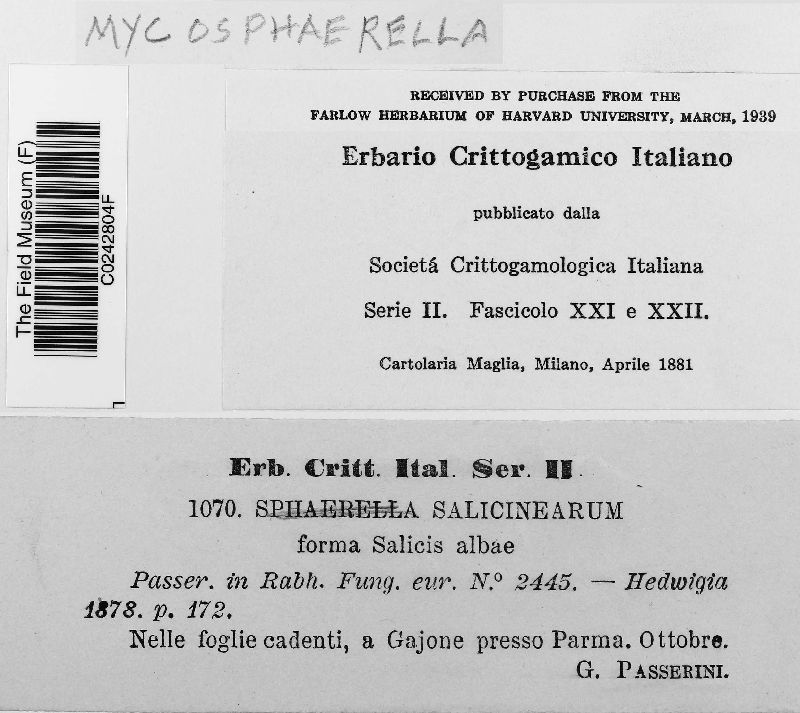 MYCOSPHAERELLA
The Field Museum (F)
C0242804F
RECEIVED BY PURCHASE FROM THE
FARLOW HERBARIUM OF HARVARD UNIVERSITY, MARCH, 1939
Erbario Crittogamico Italiano
pubblicato dalla
Societá Crittogamologica Italiana
Serie II. Fascicolo XXI e XXII.
Cartolaria Maglia, Milano, Aprile 1881
Erb. Critt. Ital. Ser. II.
1070. SPHAERELLA SALICINEARUM
forma Salicis albae
Passer. in Rabh. Fung. eur. N.º 2445. — Hedwigia
1878. p. 172.
Nelle foglie cadenti, a Gajone presso Parma. Ottobre.
G. PASSERINI.